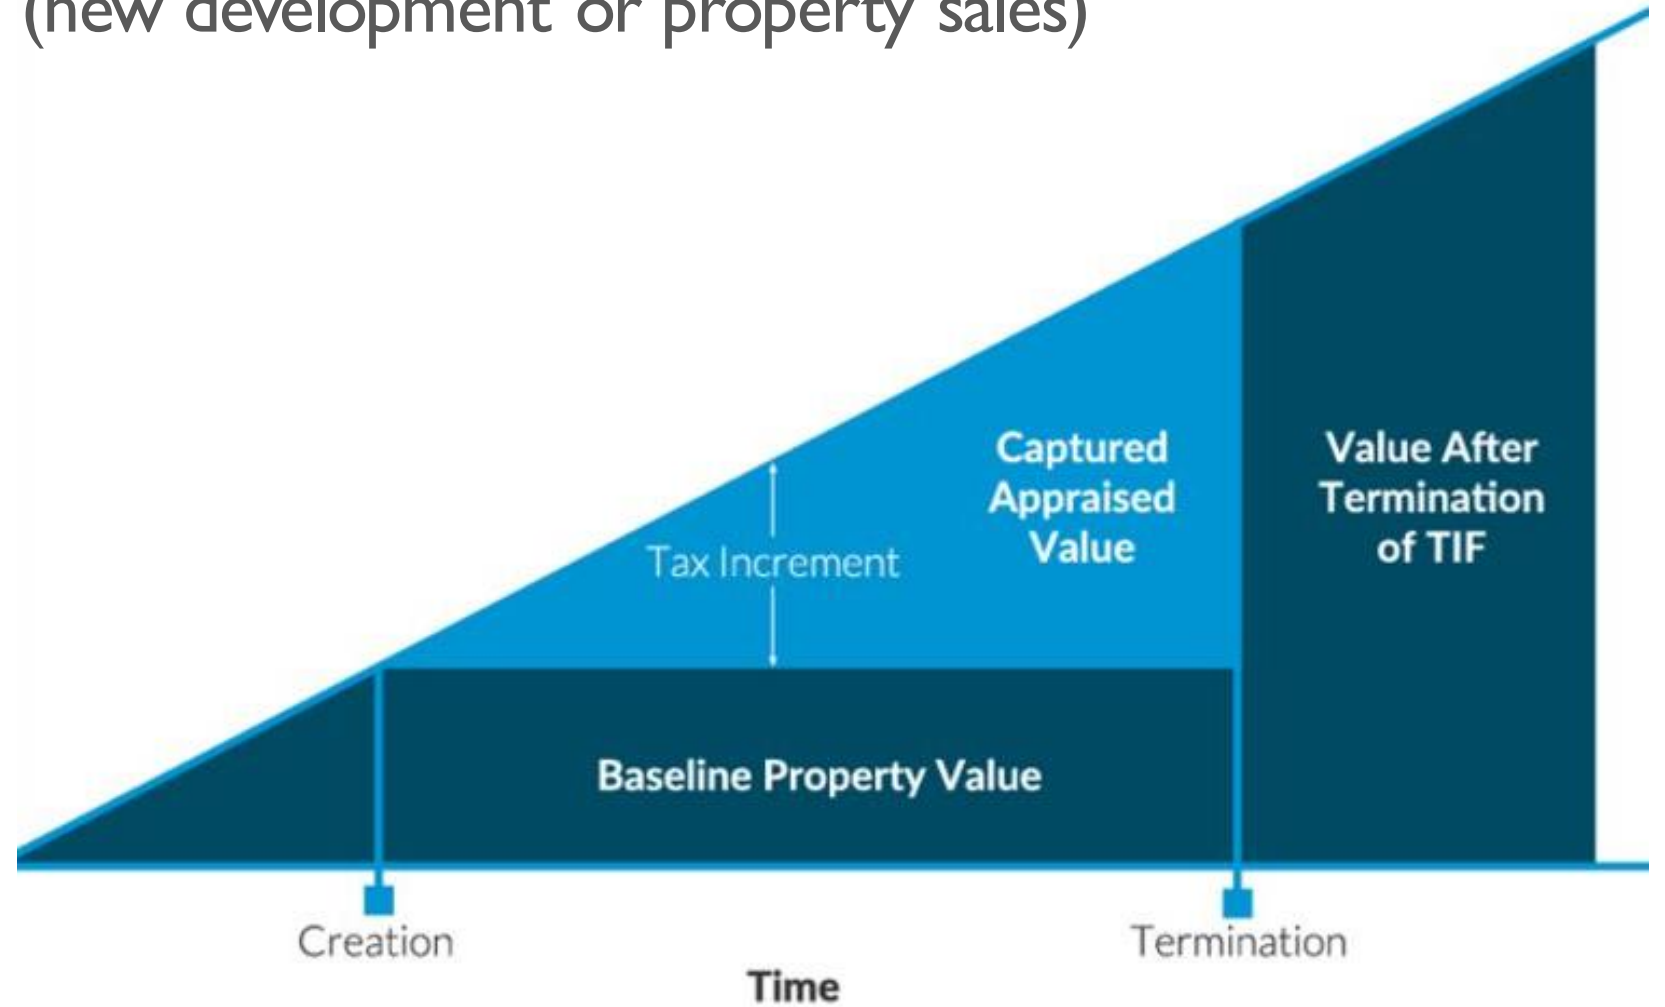 (new development or property sales)
Captured
Appraised
Value
Value After
Termination
of TIF
Tax Increment
Baseline Property Value
Creation
Termination
Time